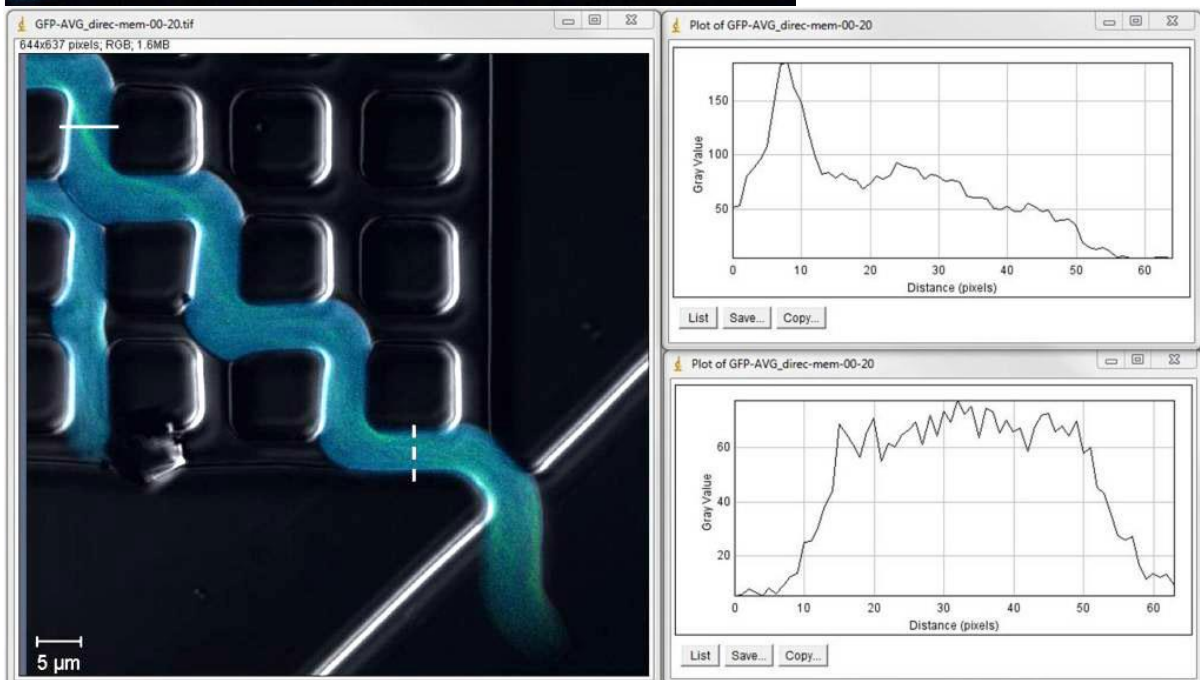 GFP-AVG_direc-mem-00-20.tif
644x637 pixels; RGB; 1.6MB
5 µm
Plot of GFP-AVG_direc-mem-00-20
150
100
50
Gray Value
0 10 20 30 40 50 60
Distance (pixels)
List Save... Copy...
Plot of GFP-AVG_direc-mem-00-20
60
40
20
Gray Value
0 10 20 30 40 50 60
Distance (pixels)
List Save... Copy...